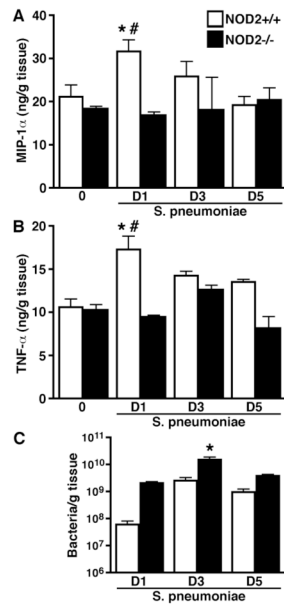 A
NOD2+/+
NOD2-/-
MIP-1α (ng/g tissue)
40
30
20
10
0
* #
0 D1 D3 D5
S. pneumoniae
B
TNF-α (ng/g tissue)
20
15
10
5
0
* #
0 D1 D3 D5
S. pneumoniae
C
Bacteria/g tissue
10¹¹
10¹⁰
10⁹
10⁸
10⁷
10⁶
*
D1 D3 D5
S. pneumoniae